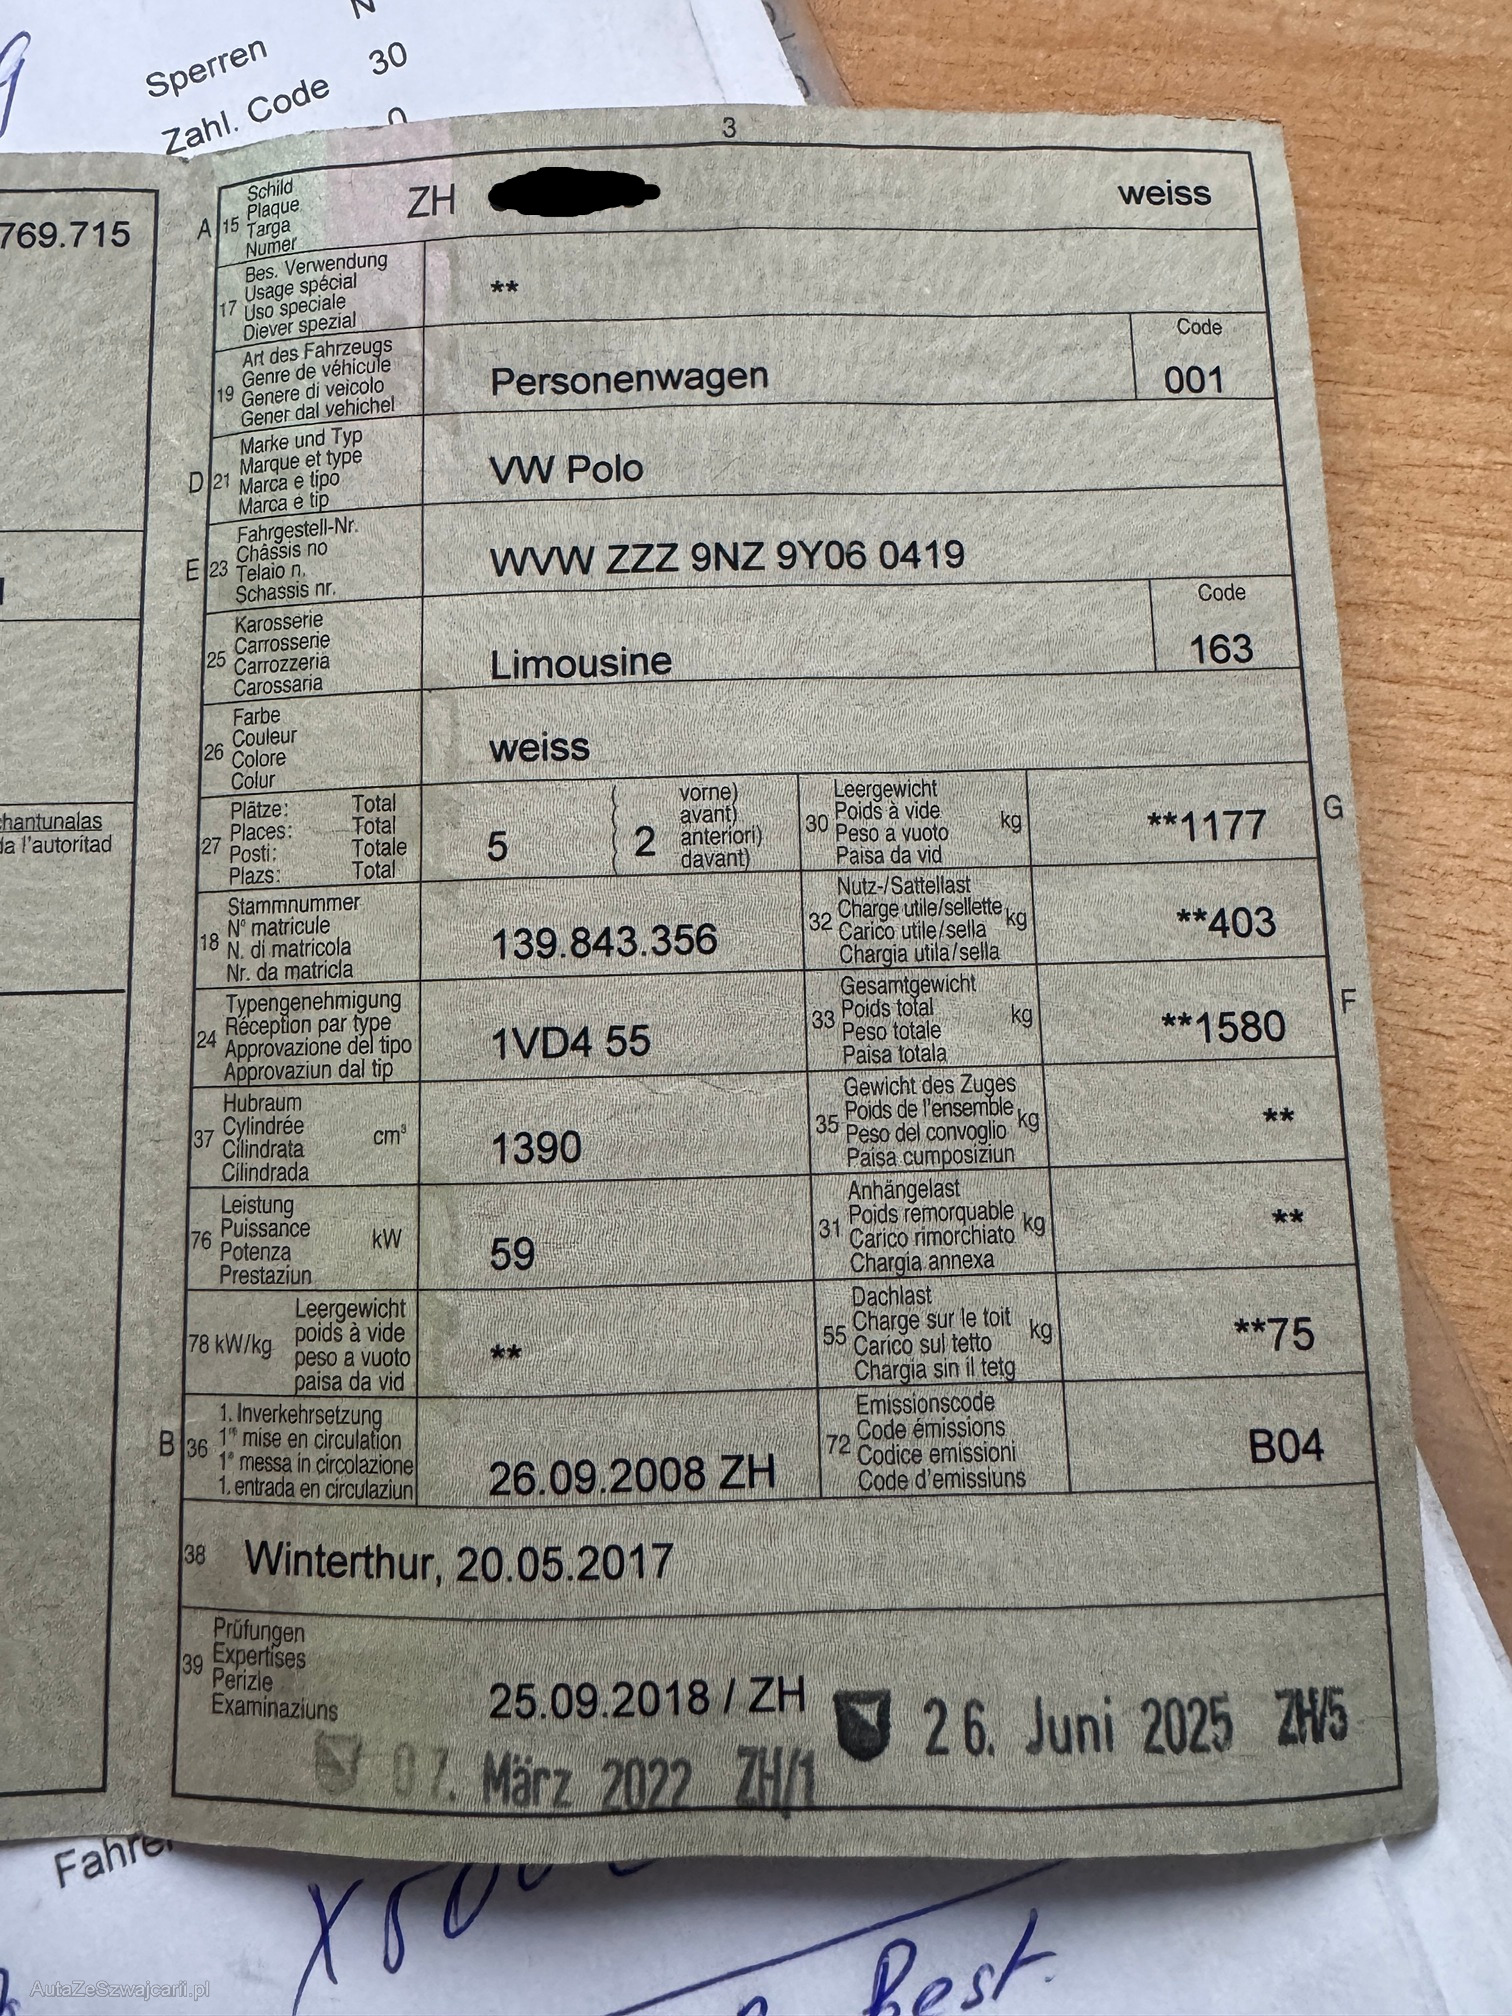 Sperren
30
Zahl. Code
0
3
769.715
A 15 Schild
Plaque
Targa
Numer
ZH
weiss
17 Bes. Verwendung
Usage spécial
Uso speciale
Diever spezial
**
19 Art des Fahrzeugs
Genre de véhicule
Genere di veicolo
Gener dal vehichel
Personenwagen
Code
001
D 21 Marke und Typ
Marque et type
Marca e tipo
Marca e tip
VW Polo
E 23 Fahrgestell-Nr.
Châssis no
Telaio n.
Schassis nr.
WVW ZZZ 9NZ 9Y06 0419
25 Karosserie
Carrosserie
Carrozzeria
Carossaria
Limousine
Code
163
26 Farbe
Couleur
Colore
Colur
weiss
27 Plätze: Total
Places: Total
Posti: Totale
Plazs: Total
5
2
vorne)
avant)
anteriori)
davant)
30 Leergewicht
Poids à vide
Peso a vuoto
Paisa da vid
kg
**1177
G
chantunalas
da l'autoritad
18 Stammnummer
N° matricule
N. di matricola
Nr. da matricla
139.843.356
32 Nutz-/Sattellast
Charge utile/sellette
Carico utile/sella
Chargia utila/sella
kg
**403
24 Typengenehmigung
Réception par type
Approvazione del tipo
Approvaziun dal tip
1VD4 55
33 Gesamtgewicht
Poids total
Peso totale
Paisa totala
kg
**1580
F
37 Hubraum
Cylindrée
Cilindrata
Cilindrada
cm³
1390
35 Gewicht des Zuges
Poids de l'ensemble
Peso del convoglio
Paisa cumposiziun
kg
**
76 Leistung
Puissance
Potenza
Prestaziun
kW
59
31 Anhängelast
Poids remorquable
Carico rimorchiato
Chargia annexa
kg
**
78 kW/kg
Leergewicht
poids à vide
peso a vuoto
paisa da vid
**
55 Dachlast
Charge sur le toit
Carico sul tetto
Chargia sin il tetg
kg
**75
B 36 1. Inverkehrsetzung
1re mise en circulation
1a messa in circolazione
1. entrada en circulaziun
26.09.2008 ZH
72 Emissionscode
Code émissions
Codice emissioni
Code d'emissiuns
B04
38 Winterthur, 20.05.2017
39 Prüfungen
Expertises
Perizie
Examinaziuns
25.09.2018 / ZH
26. Juni 2025 ZH/5
07. März 2022 ZH/1
Best.
AutaZeSzwajcarii.pl